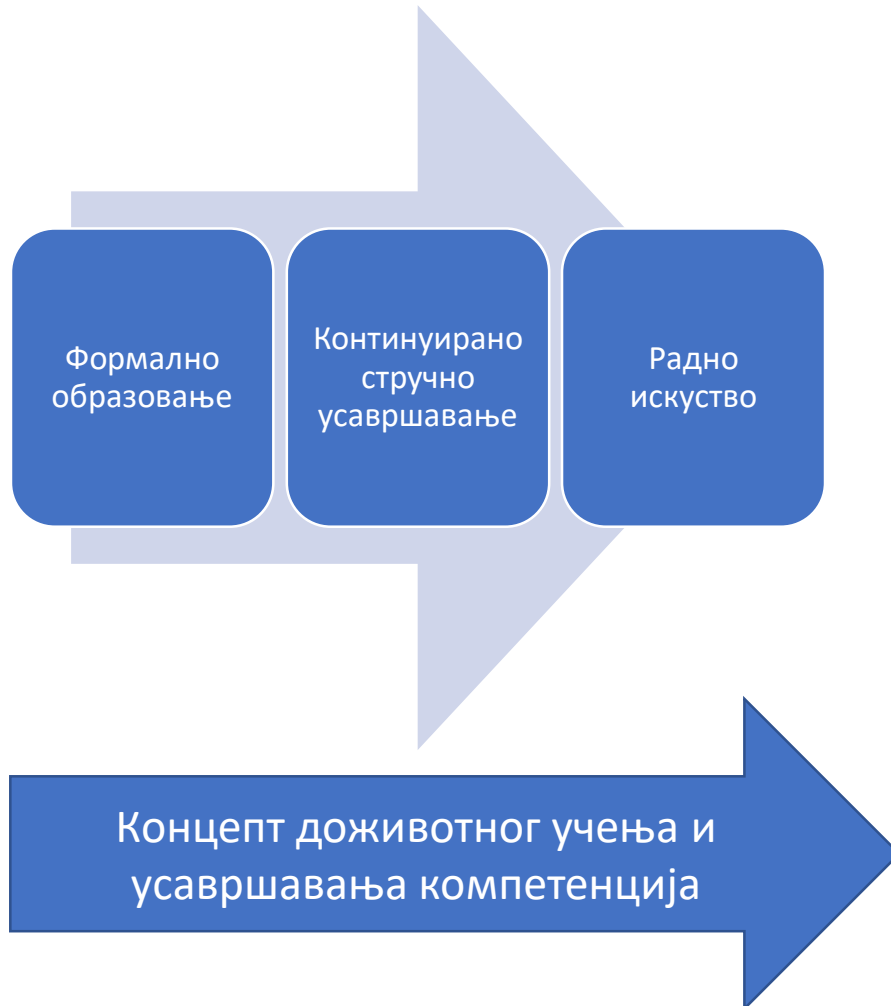 Формално
образовање
Континуирано
стручно
усавршавање
Радно
искуство
Концепт доживотног учења и
усавршавања компетенција